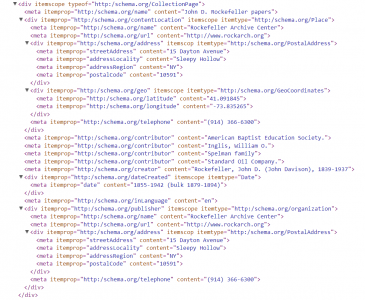 ▼<div itemscope typeof="http:/schema.org/CollectionPage">
<meta itemprop="http:/schema.org/name" content="John D. Rockefeller papers">
▼<div itemprop="http:/schema.org/contentLocation" itemscope itemtype="http:/schema.org/Place">
<meta itemprop="http:/schema.org/name" content="Rockefeller Archive Center">
<meta itemprop="http:/schema.org/url" content="http://www.rockarch.org">
▼<div itemprop="http:/schema.org/address" itemscope itemtype="http:/schema.org/PostalAddress">
<meta itemprop="streetAddress" content="15 Dayton Avenue">
<meta itemprop="addressLocality" content="Sleepy Hollow">
<meta itemprop="addressRegion" content="NY">
<meta itemprop="postalcode" content="10591">
</div>
▼<div itemprop="http:/schema.org/geo" itemscope itemtype="http:/schema.org/GeoCoordinates">
<meta itemprop="http:/schema.org/latitude" content="41.091845">
<meta itemprop="http:/schema.org/longitude" content="-73.835265">
</div>
<meta itemprop="http:/schema.org/telephone" content="(914) 366-6300">
</div>
<meta itemprop="http:/schema.org/contributor" content="American Baptist Education Society.">
<meta itemprop="http:/schema.org/contributor" content="Inglis, William O.">
<meta itemprop="http:/schema.org/contributor" content="Spelman family">
<meta itemprop="http:/schema.org/contributor" content="Standard Oil Company.">
<meta itemprop="http:/schema.org/creator" content="Rockefeller, John D. (John Davison), 1839-1937">
▼<div itemprop="http:/schema.org/dateCreated" itemscope itemtype="Date">
<meta itemprop="date" content="1855-1942 (bulk 1879-1894)">
</div>
<meta itemprop="http:/schema.org/inLanguage" content="en">
▼<div itemprop="http:/schema.org/publisher" itemscope itemtype="http:/schema.org/organization">
<meta itemprop="http:/schema.org/name" content="Rockefeller Archive Center">
<meta itemprop="http:/schema.org/url" content="http://www.rockarch.org">
▼<div itemprop="http:/schema.org/address" itemscope itemtype="http:/schema.org/PostalAddress">
<meta itemprop="streetAddress" content="15 Dayton Avenue">
<meta itemprop="addressLocality" content="Sleepy Hollow">
<meta itemprop="addressRegion" content="NY">
<meta itemprop="postalcode" content="10591">
</div>
<meta itemprop="http:/schema.org/telephone" content="(914) 366-6300">
</div>
</div>